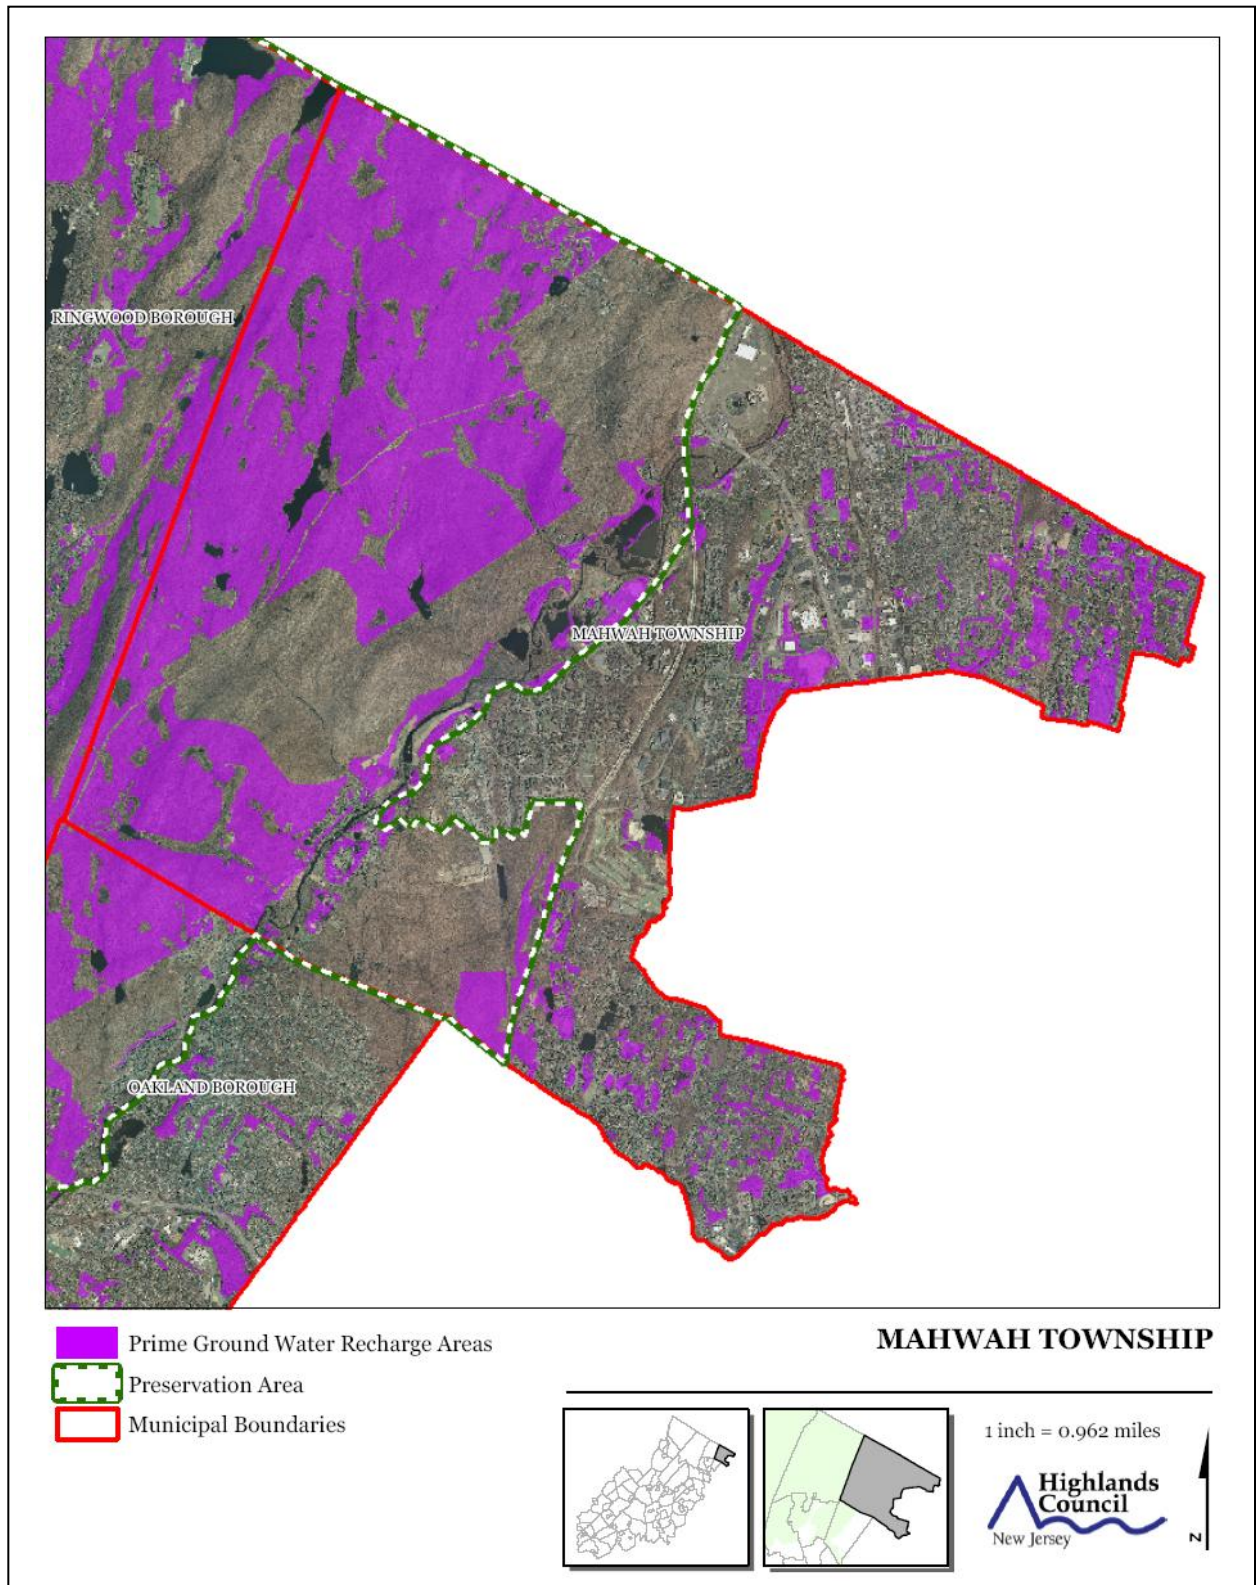 RINGWOOD BOROUGH
MAHWAH TOWNSHIP
OAKLAND BOROUGH
Prime Ground Water Recharge Areas
Preservation Area
Municipal Boundaries
MAHWAH TOWNSHIP
1 inch = 0.962 miles
Highlands
Council
New Jersey
N